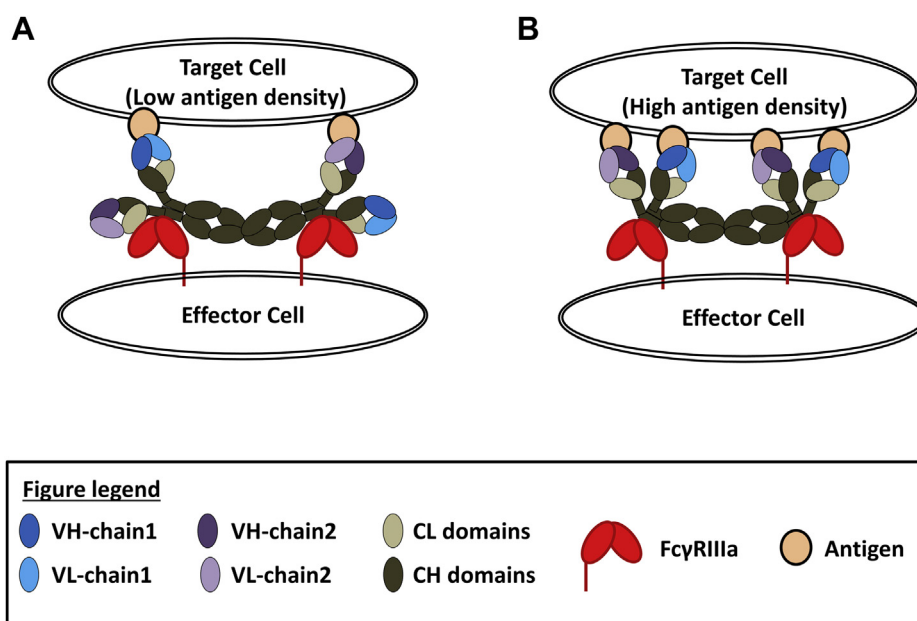 A
Target Cell
(Low antigen density)
Effector Cell
B
Target Cell
(High antigen density)
Effector Cell
Figure legend
VH-chain1
VH-chain2
CL domains
FcγRIIIa
Antigen
VL-chain1
VL-chain2
CH domains